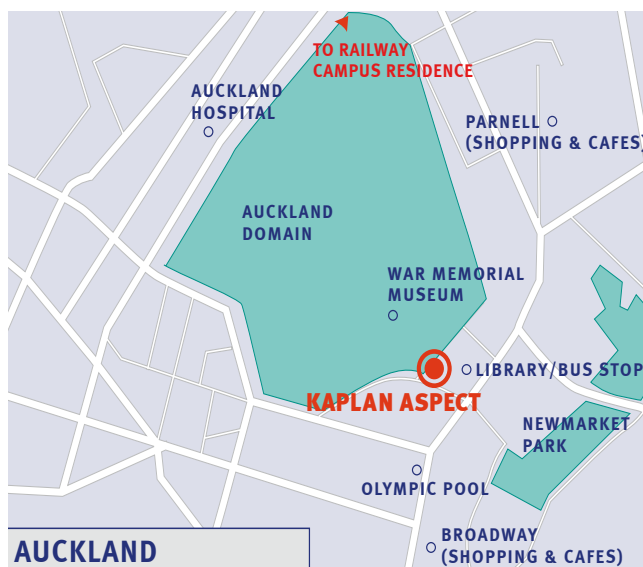 TO RAILWAY
CAMPUS RESIDENCE
AUCKLAND
HOSPITAL
PARNELL
(SHOPPING & CAFES)
AUCKLAND
DOMAIN
WAR MEMORIAL
MUSEUM
LIBRARY/BUS STOP
KAPLAN ASPECT
NEWMARKET
PARK
OLYMPIC POOL
BROADWAY
(SHOPPING & CAFES)
AUCKLAND